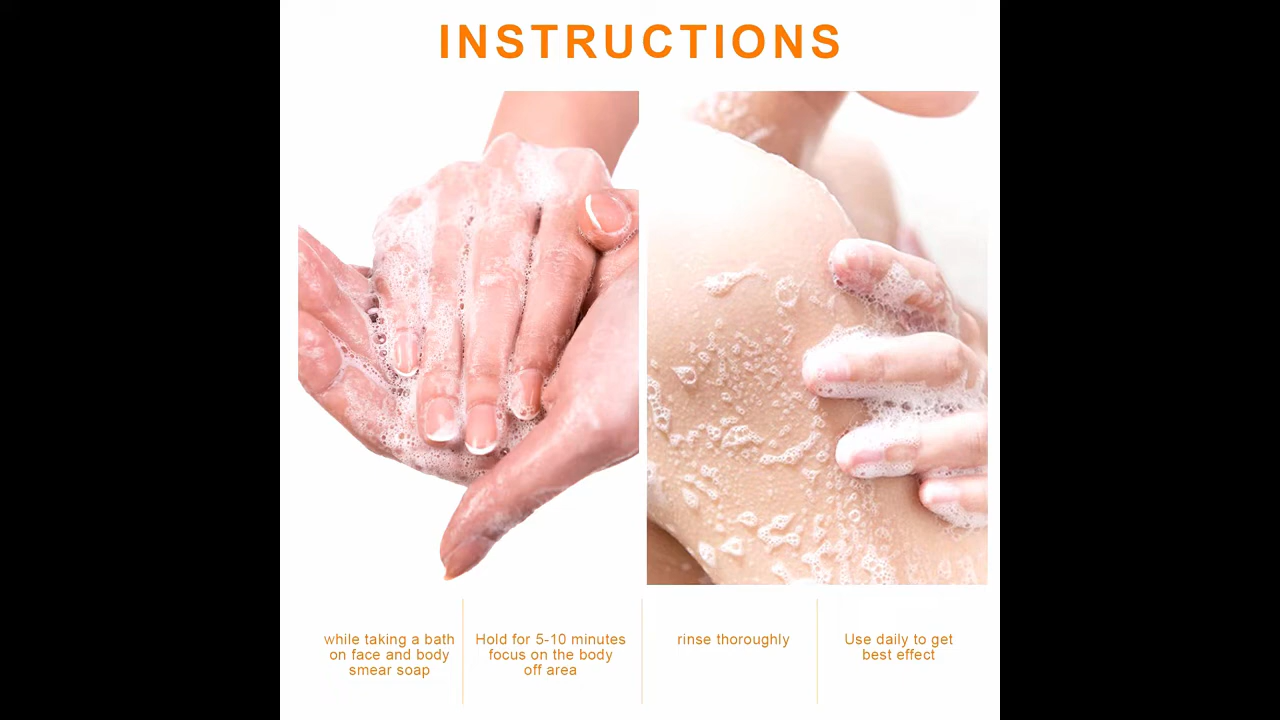 INSTRUCTIONS
while taking a bath
on face and body
smear soap
Hold for 5-10 minutes
focus on the body
off area
rinse thoroughly
Use daily to get
best effect